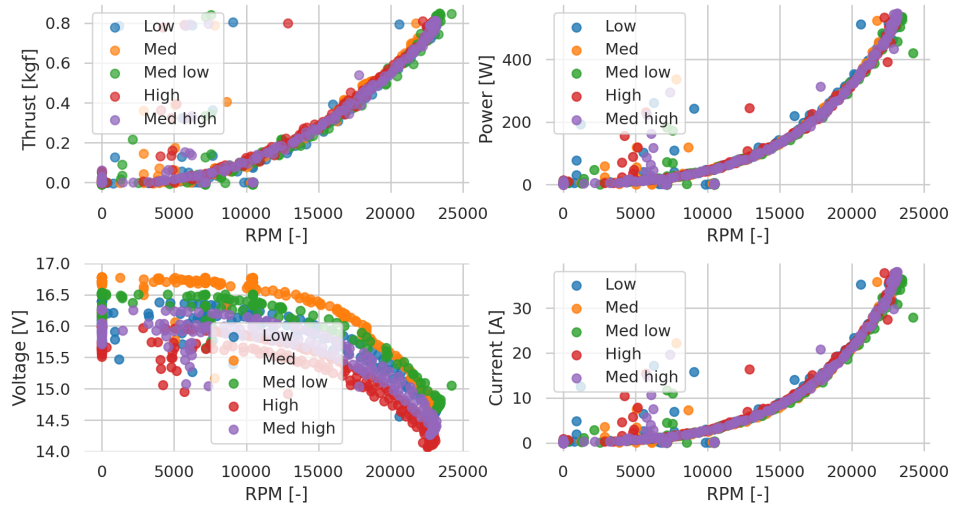 0.8
0.6
0.4
0.2
0.0
Thrust [kgf]
Low
Med
Med low
High
Med high
0 5000 10000 15000 20000 25000
RPM [-]
400
200
0
Power [W]
Low
Med
Med low
High
Med high
0 5000 10000 15000 20000 25000
RPM [-]
17.0
16.5
16.0
15.5
15.0
14.5
14.0
Voltage [V]
Low
Med
Med low
High
Med high
0 5000 10000 15000 20000 25000
RPM [-]
30
20
10
0
Current [A]
Low
Med
Med low
High
Med high
0 5000 10000 15000 20000 25000
RPM [-]